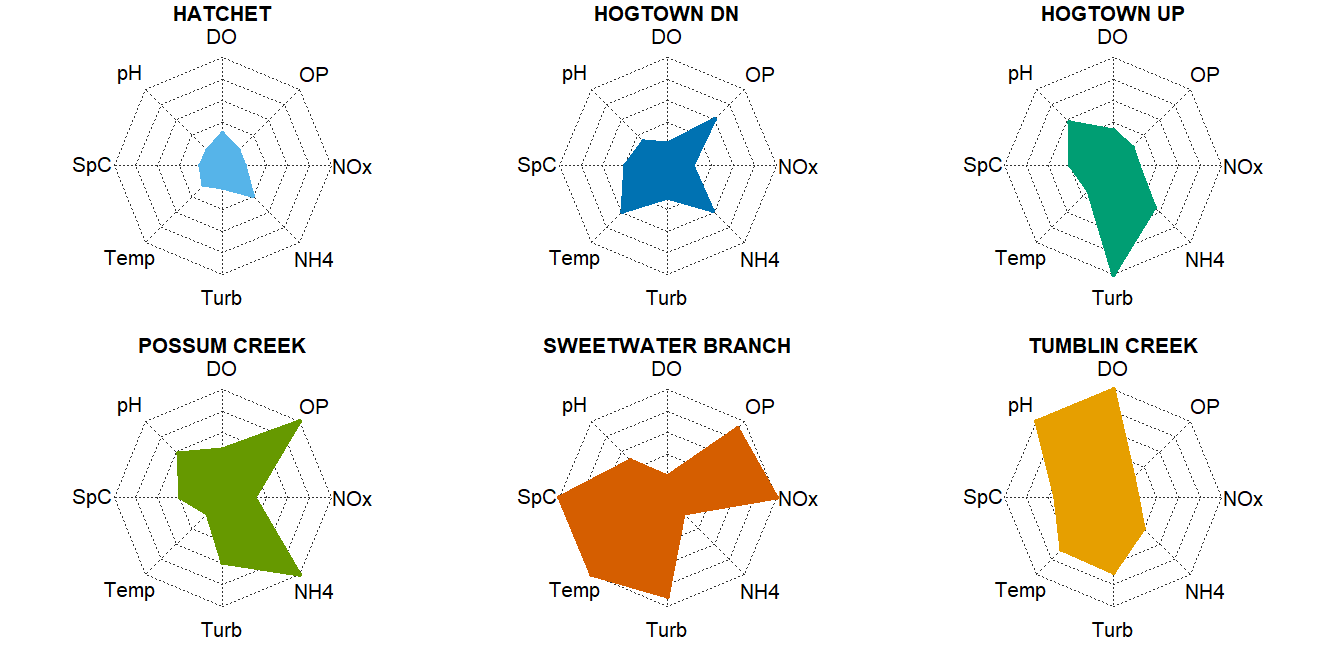 HATCHET
DO
pH
OP
SpC
NOx
Temp
NH4
Turb
HOGTOWN DN
DO
pH
OP
SpC
NOx
Temp
NH4
Turb
HOGTOWN UP
DO
pH
OP
SpC
NOx
Temp
NH4
Turb
POSSUM CREEK
DO
pH
OP
SpC
NOx
Temp
NH4
Turb
SWEETWATER BRANCH
DO
pH
OP
SpC
NOx
Temp
NH4
Turb
TUMBLIN CREEK
DO
pH
OP
SpC
NOx
Temp
NH4
Turb